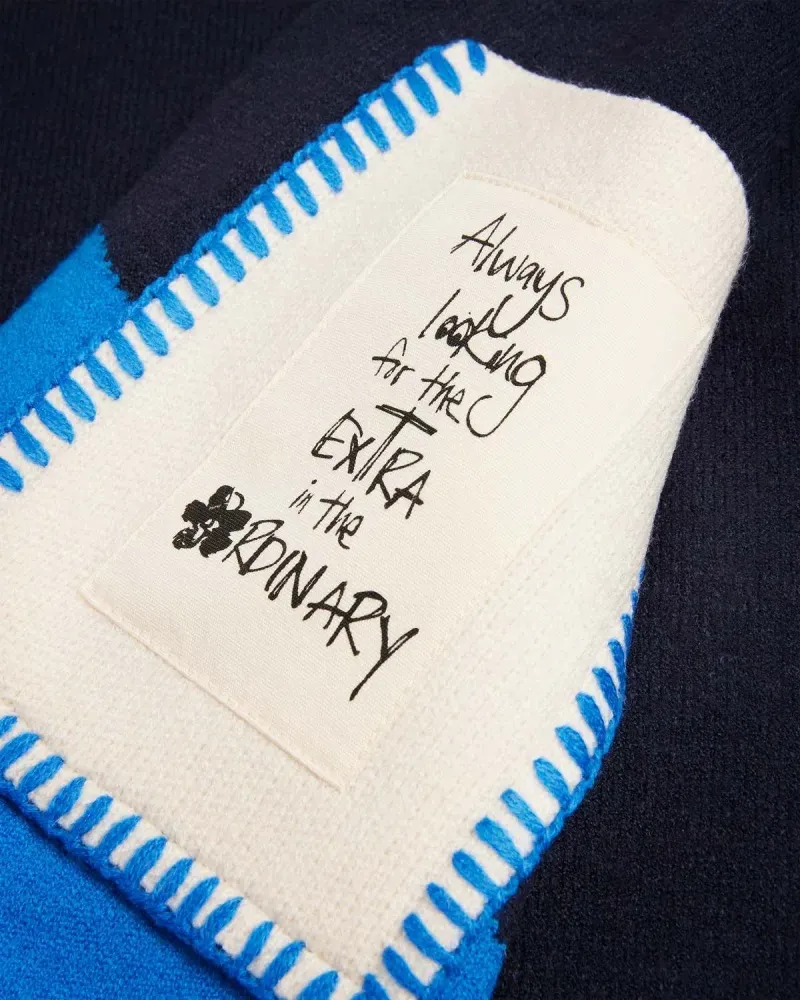 Always
looking
for the
EXTRA
in the
ORDINARY